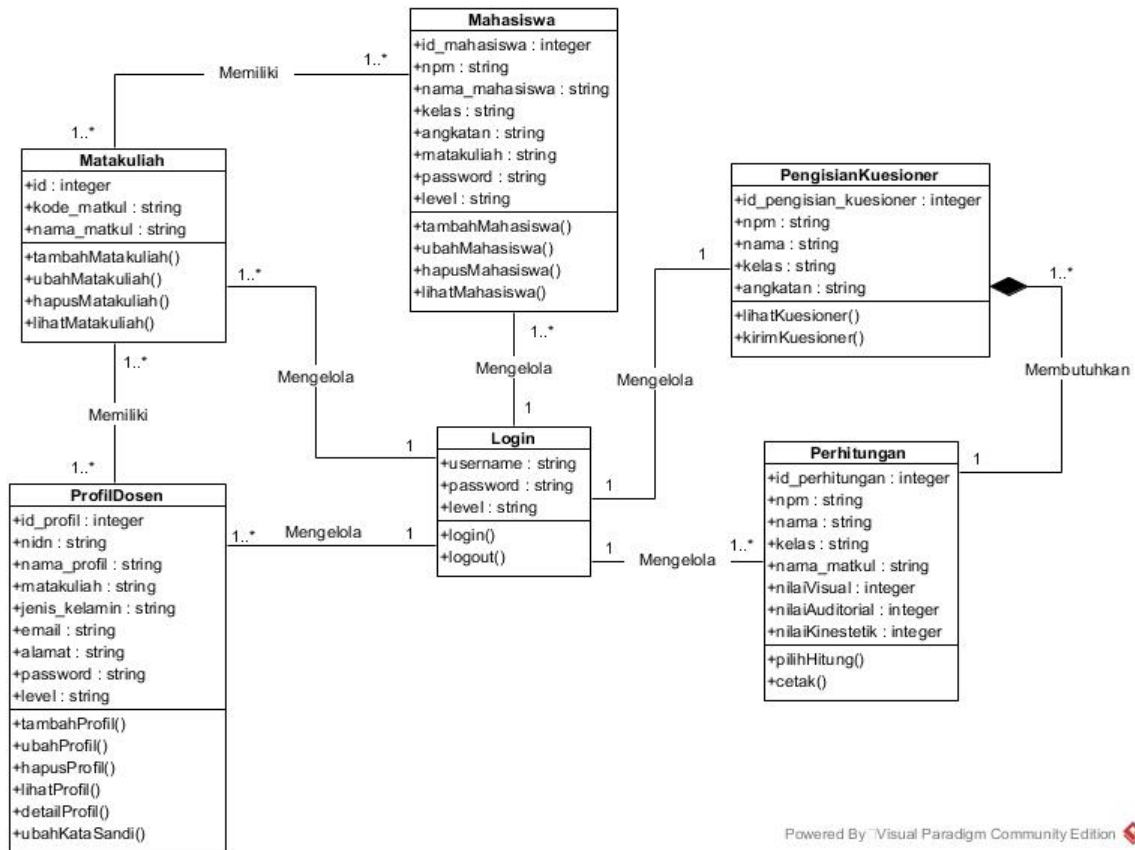 Mahasiswa
+id_mahasiswa : integer
+npm : string
+nama_mahasiswa : string
+kelas : string
+angkatan : string
+matakuliah : string
+password : string
+level : string
+tambahMahasiswa()
+ubahMahasiswa()
+hapusMahasiswa()
+lihatMahasiswa()
1..*
Memiliki
1..*
Matakuliah
+id : integer
+kode_matkul : string
+nama_matkul : string
+tambahMatakuliah()
+ubahMatakuliah()
+hapusMatakuliah()
+lihatMatakuliah()
1..*
Mengelola
1
1..*
Mengelola
1
PengisianKuesioner
+id_pengisian_kuesioner : integer
+npm : string
+nama : string
+kelas : string
+angkatan : string
+lihatKuesioner()
+kirimKuesioner()
1
Mengelola
1
1..*
Membutuhkan
1
1..*
Memiliki
1..*
Login
+username : string
+password : string
+level : string
+login()
+logout()
Perhitungan
+id_perhitungan : integer
+npm : string
+nama : string
+kelas : string
+nama_matkul : string
+nilaiVisual : integer
+nilaiAuditorial : integer
+nilaiKinestetik : integer
+pilihHitung()
+cetak()
1
Mengelola
1..*
ProfilDosen
+id_profil : integer
+nidn : string
+nama_profil : string
+matakuliah : string
+jenis_kelamin : string
+email : string
+alamat : string
+password : string
+level : string
+tambahProfil()
+ubahProfil()
+hapusProfil()
+lihatProfil()
+detailProfil()
+ubahKataSandi()
1..*
Mengelola
1
Powered By Visual Paradigm Community Edition